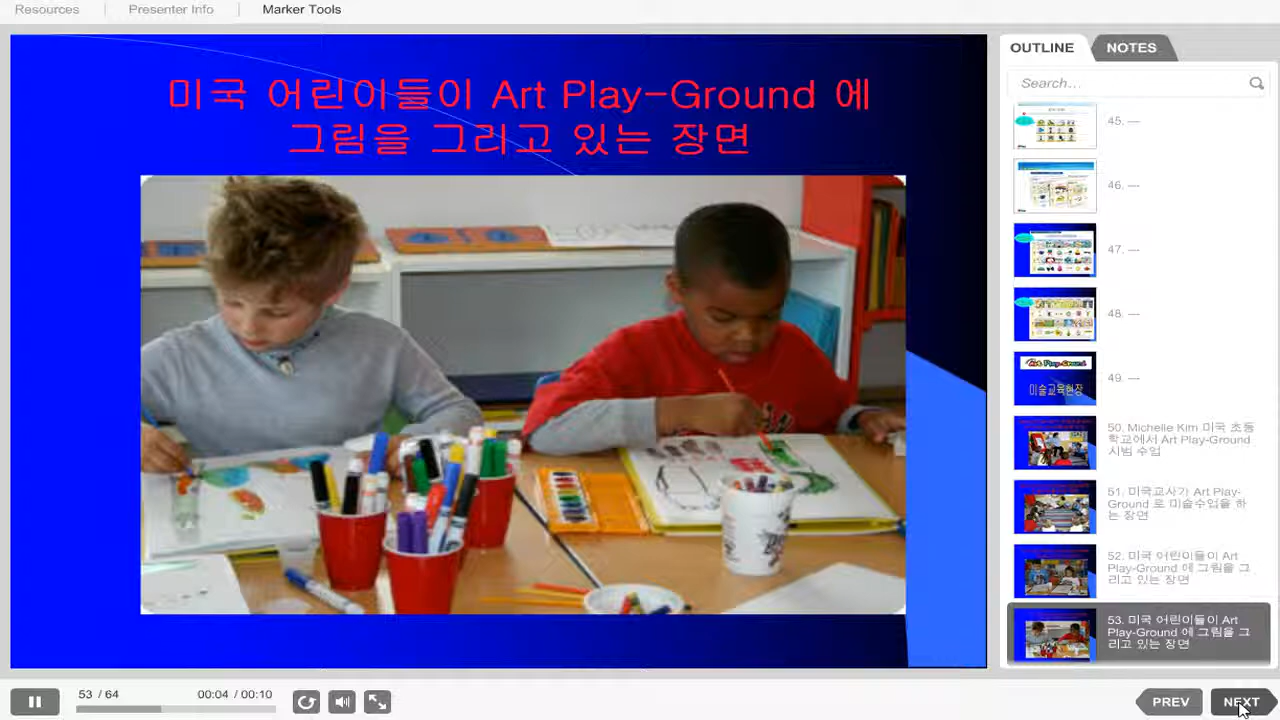 Resources
Presenter Info
Marker Tools
미국 어린이들이 Art Play-Ground 에
그림을 그리고 있는 장면
OUTLINE
NOTES
Search...
45. —
46. —
47. —
48. —
49. —
Art Play-Ground
미술교육현장
50. Michelle Kim 미국 초등
학교에서 Art Play-Ground
시범 수업
51. 미국교사가 Art Play-
Ground 로 미술수업을 하
는 장면
52. 미국 어린이들이 Art
Play-Ground 에 그림을 그
리고 있는 장면
53. 미국 어린이들이 Art
Play-Ground 에 그림을 그
리고 있는 장면
53 / 64
00:04 / 00:10
PREV
NEXT